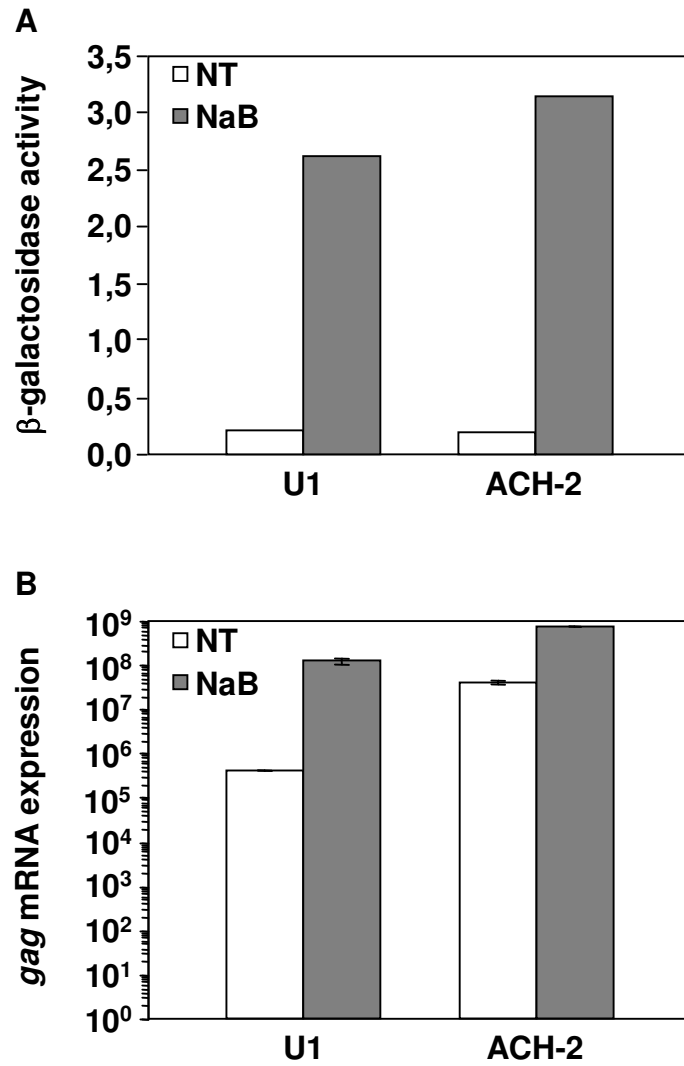 A
β-galactosidase activity
3,5
3,0
2,5
2,0
1,5
1,0
0,5
0,0
NT
NaB
U1 ACH-2
B
gag mRNA expression
10⁹
10⁸
10⁷
10⁶
10⁵
10⁴
10³
10²
10¹
10⁰
NT
NaB
U1 ACH-2